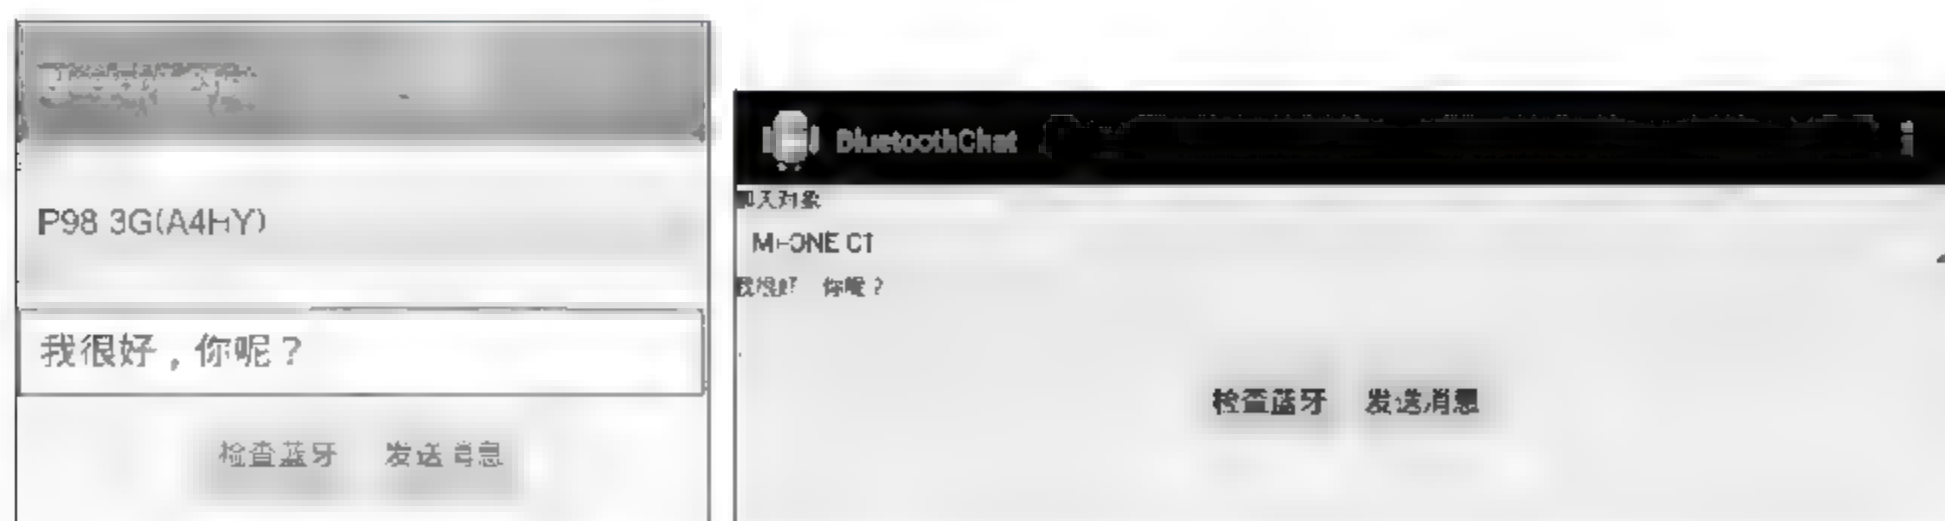 P98 3G(A4HY)
我很好，你呢？
检查蓝牙 发送消息
BluetoothChat
聊天对象
MI-ONE C1
我很好，你呢？
检查蓝牙 发送消息